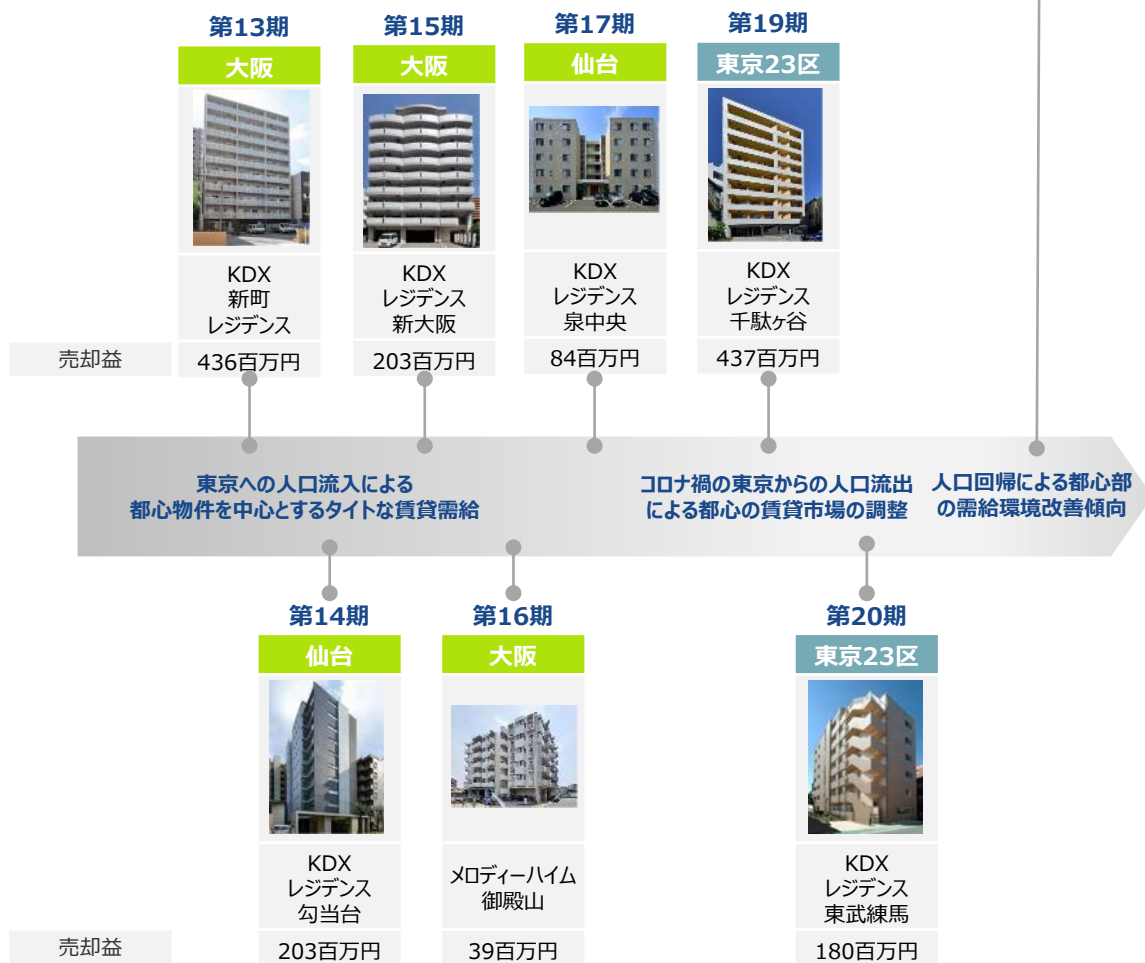 第13期
第15期
第17期
第19期
大阪
大阪
仙台
東京23区
KDX
新町
レジデンス
KDX
レジデンス
新大阪
KDX
レジデンス
泉中央
KDX
レジデンス
千駄ヶ谷
売却益
436百万円
203百万円
84百万円
437百万円
東京への人口流入による
都心物件を中心とするタイトな賃貸需給
コロナ禍の東京からの人口流出
による都心の賃貸市場の調整
人口回帰による都心部
の需給環境改善傾向
第14期
第16期
第20期
仙台
大阪
東京23区
KDX
レジデンス
勾当台
メロディーハイム
御殿山
KDX
レジデンス
東武練馬
売却益
203百万円
39百万円
180百万円